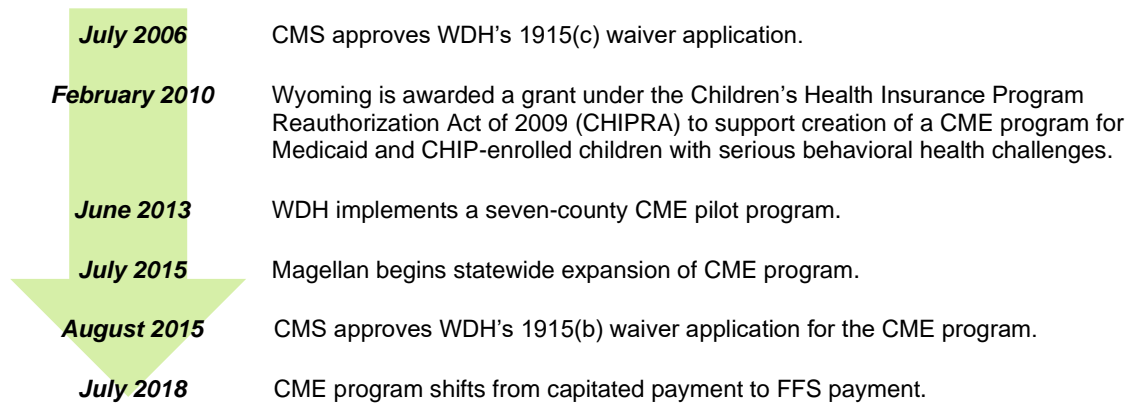 July 2006 CMS approves WDH's 1915(c) waiver application.
February 2010 Wyoming is awarded a grant under the Children's Health Insurance Program
Reauthorization Act of 2009 (CHIPRA) to support creation of a CME program for
Medicaid and CHIP-enrolled children with serious behavioral health challenges.
June 2013 WDH implements a seven-county CME pilot program.
July 2015 Magellan begins statewide expansion of CME program.
August 2015 CMS approves WDH's 1915(b) waiver application for the CME program.
July 2018 CME program shifts from capitated payment to FFS payment.